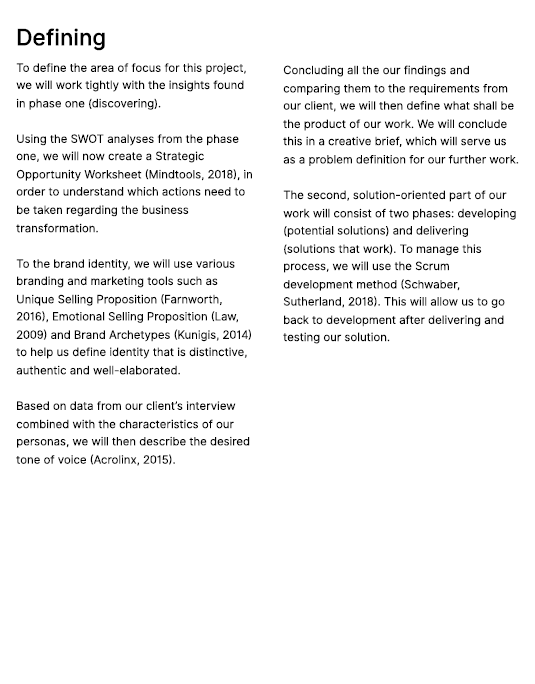 Defining
To define the area of focus for this project,
we will work tightly with the insights found
in phase one (discovering).
Using the SWOT analyses from the phase
one, we will now create a Strategic
Opportunity Worksheet (Mindtools, 2018), in
order to understand which actions need to
be taken regarding the business
transformation.
To the brand identity, we will use various
branding and marketing tools such as
Unique Selling Proposition (Farnworth,
2016), Emotional Selling Proposition (Law,
2009) and Brand Archetypes (Kunigis, 2014)
to help us define identity that is distinctive,
authentic and well-elaborated.
Based on data from our client's interview
combined with the characteristics of our
personas, we will then describe the desired
tone of voice (Acrolinx, 2015).
Concluding all the our findings and
comparing them to the requirements from
our client, we will then define what shall be
the product of our work. We will conclude
this in a creative brief, which will serve us
as a problem definition for our further work.
The second, solution-oriented part of our
work will consist of two phases: developing
(potential solutions) and delivering
(solutions that work). To manage this
process, we will use the Scrum
development method (Schwaber,
Sutherland, 2018). This will allow us to go
back to development after delivering and
testing our solution.